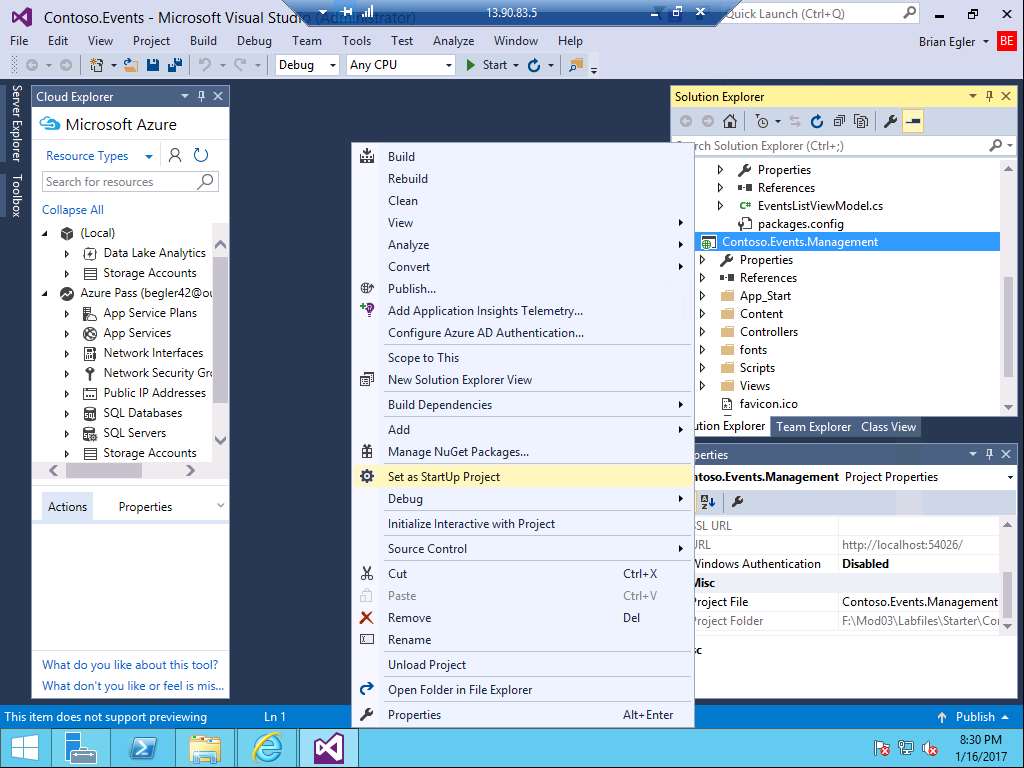 Contoso.Events - Microsoft Visual Studio (Administrator)
13.90.83.5
Quick Launch (Ctrl+Q)
File Edit View Project Build Debug Team Tools Test Analyze Window Help
Brian Egler
BE
Debug
Any CPU
Start
Server Explorer
Toolbox
Cloud Explorer
Microsoft Azure
Resource Types
Search for resources
Collapse All
(Local)
Data Lake Analytics
Storage Accounts
Azure Pass (begler42@ou
App Service Plans
App Services
Network Interfaces
Network Security Gro
Public IP Addresses
SQL Databases
SQL Servers
Storage Accounts
Actions
Properties
What do you like about this tool?
What don't you like or feel is mis...
Build
Rebuild
Clean
View
Analyze
Convert
Publish...
Add Application Insights Telemetry...
Configure Azure AD Authentication...
Scope to This
New Solution Explorer View
Build Dependencies
Add
Manage NuGet Packages...
Set as StartUp Project
Debug
Initialize Interactive with Project
Source Control
Cut Ctrl+X
Paste Ctrl+V
Remove Del
Rename
Unload Project
Open Folder in File Explorer
Properties Alt+Enter
Solution Explorer
rch Solution Explorer (Ctrl+;)
Properties
References
C# EventsListViewModel.cs
packages.config
Contoso.Events.Management
Properties
References
App_Start
Content
Controllers
fonts
Scripts
Views
favicon.ico
ution Explorer
Team Explorer
Class View
perties
ntoso.Events.Management Project Properties
SSL URL
URL http://localhost:54026/
Windows Authentication Disabled
Misc
Project File Contoso.Events.Management
Project Folder F:\Mod03\Labfiles\Starter\Con
sc
This item does not support previewing
Ln 1
Publish
8:30 PM
1/16/2017